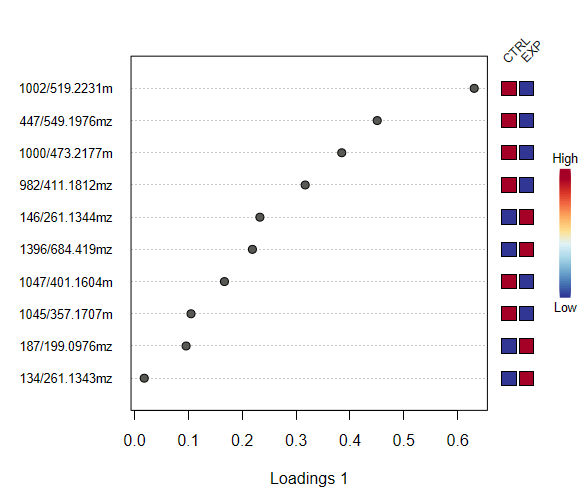 CTRL
EXP
1002/519.2231m
447/549.1976mz
1000/473.2177m
982/411.1812mz
146/261.1344mz
1396/684.419mz
1047/401.1604m
1045/357.1707m
187/199.0976mz
134/261.1343mz
High
Low
0.0 0.1 0.2 0.3 0.4 0.5 0.6
Loadings 1